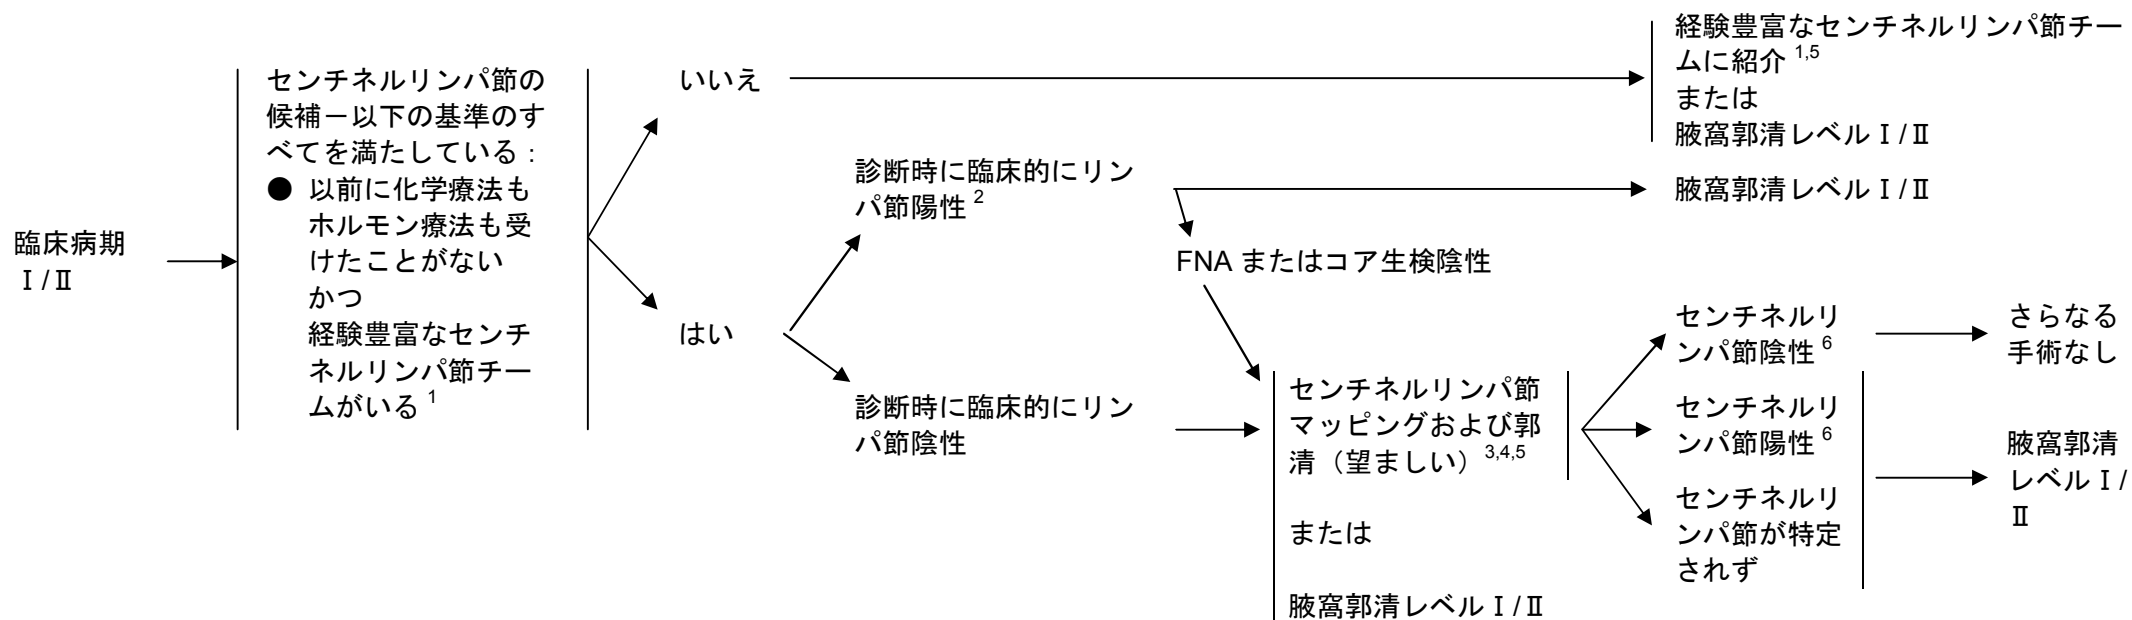 臨床病期
Ⅰ/Ⅱ
センチネルリンパ節の
候補－以下の基準のす
べてを満たしている：
● 以前に化学療法も
ホルモン療法も受
けたことがない
かつ
経験豊富なセンチ
ネルリンパ節チー
ムがいる 1
いいえ
はい
経験豊富なセンチネルリンパ節チー
ムに紹介 1,5
または
腋窩郭清レベルⅠ/Ⅱ
診断時に臨床的にリン
パ節陽性 2
腋窩郭清レベルⅠ/Ⅱ
FNA またはコア生検陰性
診断時に臨床的にリン
パ節陰性
センチネルリンパ節
マッピングおよび郭
清（望ましい）3,4,5
または
腋窩郭清レベルⅠ/Ⅱ
センチネルリ
ンパ節陰性 6
さらなる
手術なし
センチネルリ
ンパ節陽性 6
センチネルリ
ンパ節が特定
されず
腋窩郭清
レベルⅠ/
Ⅱ